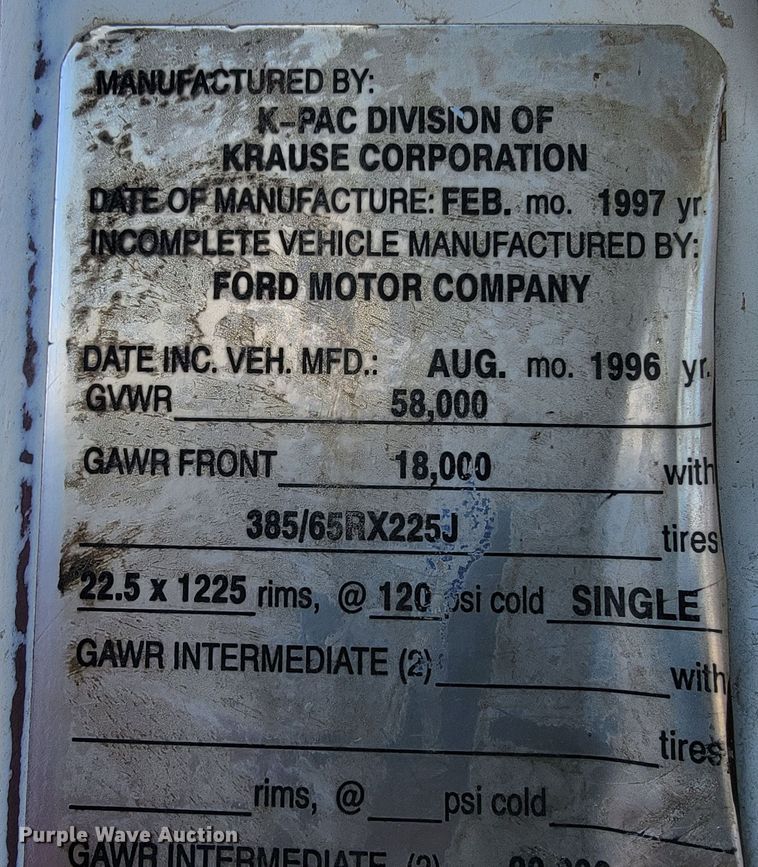 MANUFACTURED BY:
K-PAC DIVISION OF
KRAUSE CORPORATION
DATE OF MANUFACTURE: FEB. mo. 1997 yr.
INCOMPLETE VEHICLE MANUFACTURED BY:
FORD MOTOR COMPANY
DATE INC. VEH. MFD.: AUG. mo. 1996 yr.
GVWR 58,000
GAWR FRONT 18,000 with
385/65RX225J tires
22.5 x 1225 rims, @ 120 psi cold SINGLE
GAWR INTERMEDIATE (2) with
tires
rims, @ psi cold
Purple Wave Auction
GAWR INTERMEDIATE